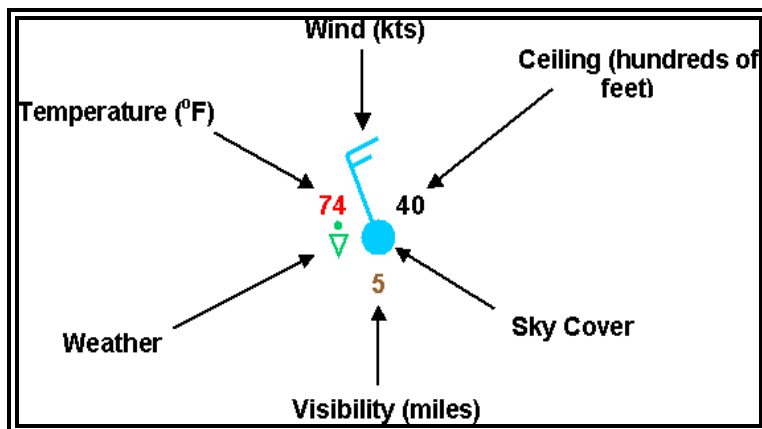 Wind (kts)
Ceiling (hundreds of
feet)
Temperature (°F)
74
40
5
Sky Cover
Weather
Visibility (miles)